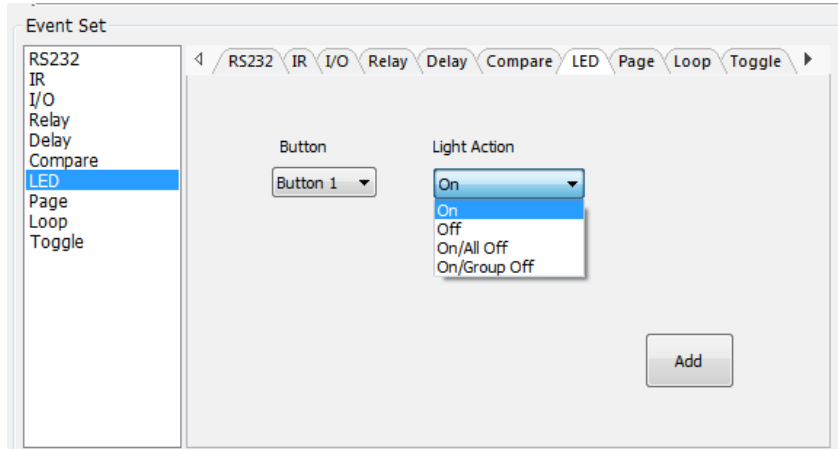 Event Set
RS232
IR
I/O
Relay
Delay
Compare
LED
Page
Loop
Toggle
RS232 IR I/O Relay Delay Compare LED Page Loop Toggle
Button Light Action
Button 1 On
On
Off
On/All Off
On/Group Off
Add